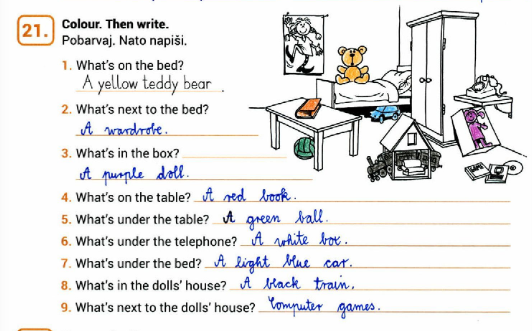 21.
Colour. Then write.
Pobarvaj. Nato napiši.
1. What's on the bed?
A yellow teddy bear.
2. What's next to the bed?
A wardrobe.
3. What's in the box?
A purple doll.
4. What's on the table? A red book.
5. What's under the table? A green ball.
6. What's under the telephone? A white box.
7. What's under the bed? A light blue car.
8. What's in the dolls' house? A black train.
9. What's next to the dolls' house? Computer games.